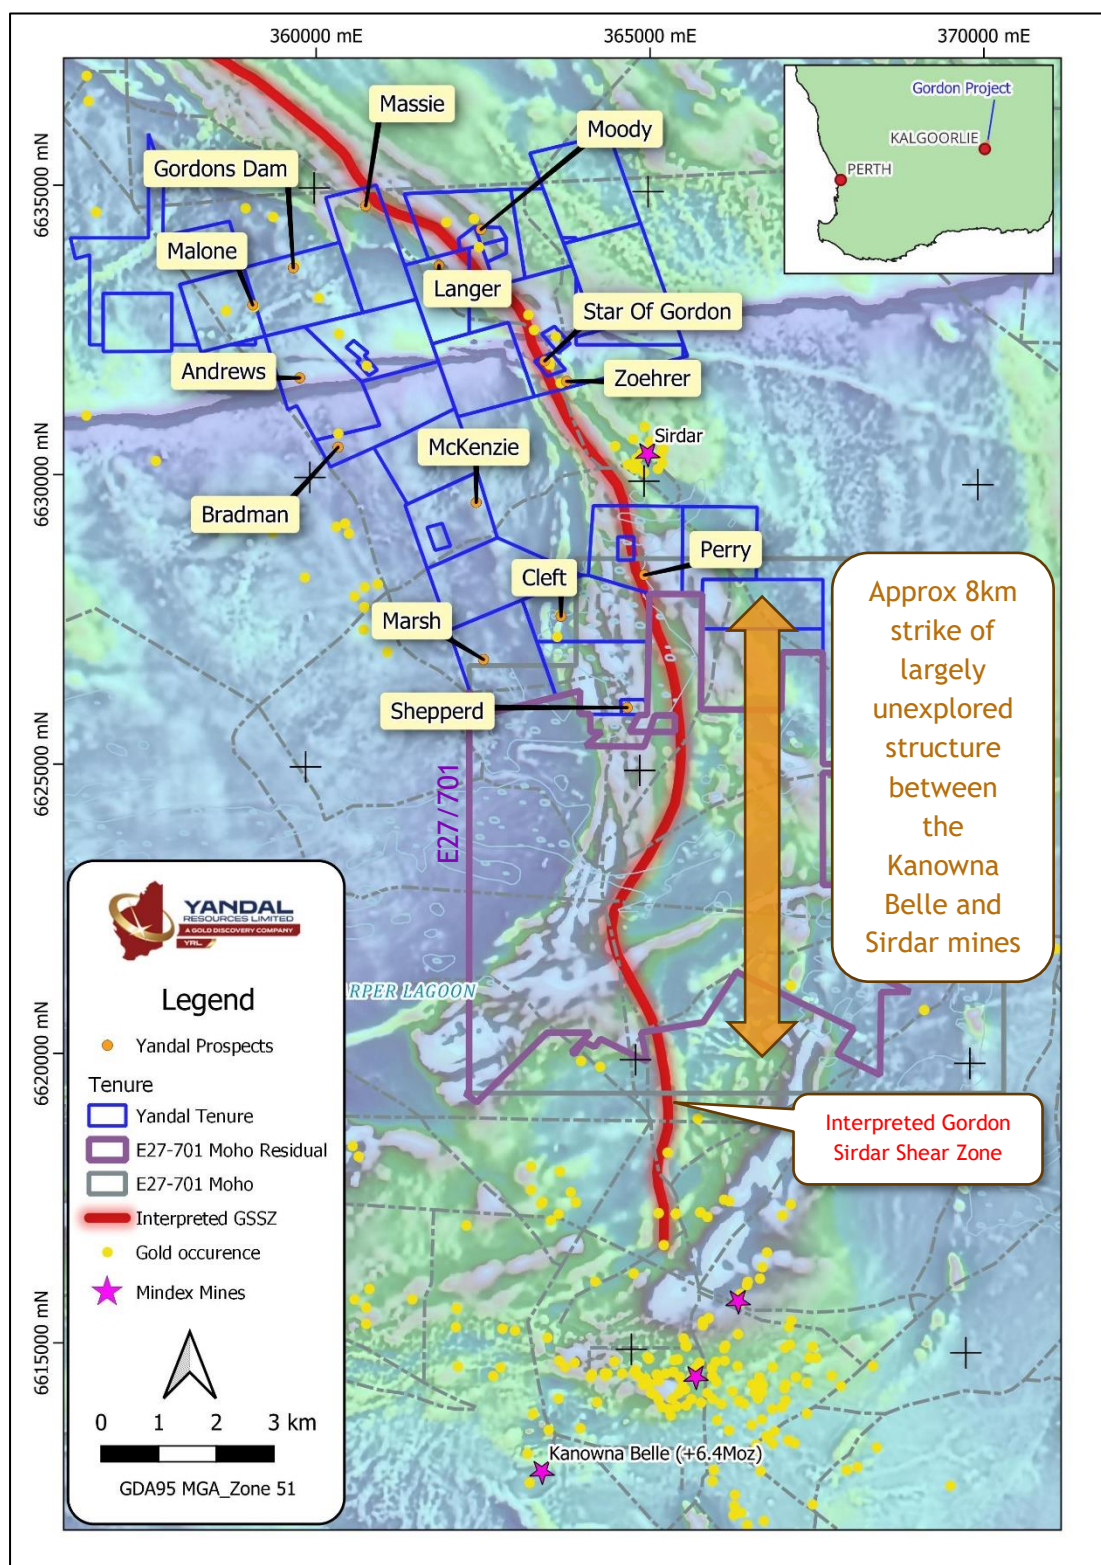 360000 mE
365000 mE
370000 mE
6635000 mN
6630000 mN
6625000 mN
6620000 mN
6615000 mN
Gordon Project
KALGOORLIE
PERTH
Massie
Moody
Gordons Dam
Malone
Langer
Star Of Gordon
Andrews
Zoehrer
Sirdar
McKenzie
Bradman
Perry
Cleft
Marsh
Shepperd
E27/701
Approx 8km
strike of
largely
unexplored
structure
between
the
Kanowna
Belle and
Sirdar mines
RPER LAGOON
Interpreted Gordon
Sirdar Shear Zone
Kanowna Belle (+6.4Moz)
YANDAL
RESOURCES LIMITED
A GOLD DISCOVERY COMPANY
YRL
Legend
Yandal Prospects
Tenure
Yandal Tenure
E27-701 Moho Residual
E27-701 Moho
Interpreted GSSZ
Gold occurence
Mindex Mines
0 1 2 3 km
GDA95 MGA_Zone 51